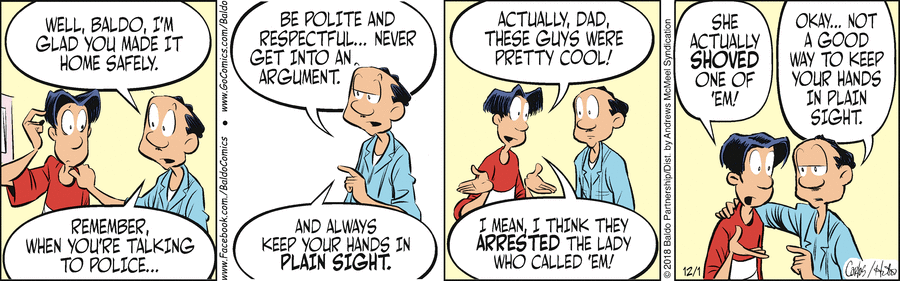 WELL, BALDO, I'M
GLAD YOU MADE IT
HOME SAFELY.
REMEMBER,
WHEN YOU'RE TALKING
TO POLICE...
www.Facebook.com/BaldoComics • www.GoComics.com/Baldo
BE POLITE AND
RESPECTFUL... NEVER
GET INTO AN
ARGUMENT.
AND ALWAYS
KEEP YOUR HANDS IN
PLAIN SIGHT.
ACTUALLY, DAD,
THESE GUYS WERE
PRETTY COOL!
I MEAN, I THINK THEY
ARRESTED THE LADY
WHO CALLED 'EM!
© 2018 Baldo Partnership/Dist. by Andrews McMeel Syndication
SHE
ACTUALLY
SHOVED
ONE OF
'EM!
OKAY... NOT
A GOOD
WAY TO KEEP
YOUR HANDS
IN PLAIN
SIGHT.
12/1